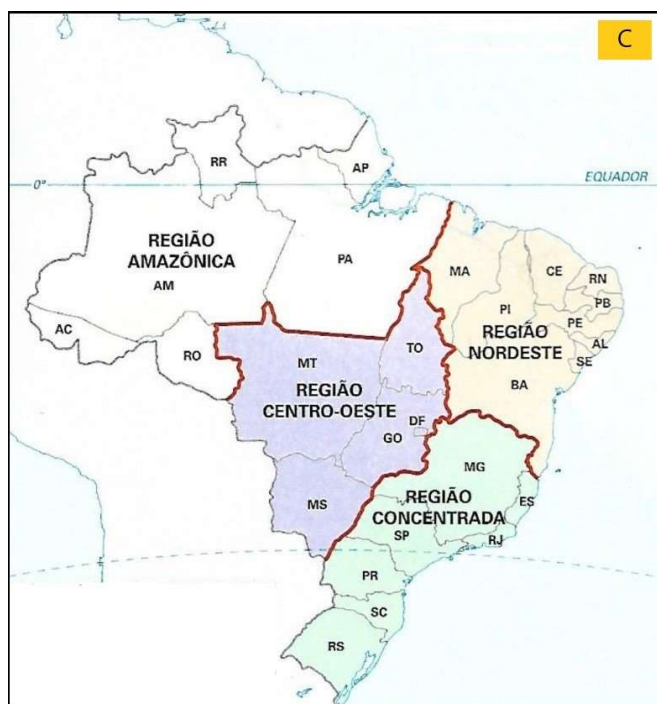 C
RR
AP
0°
EQUADOR
REGIÃO
AMAZÔNICA
AM
PA
MA
CE
RN
PB
PI
PE
AL
SE
REGIÃO
NORDESTE
BA
AC
RO
TO
MT
REGIÃO
CENTRO-OESTE
DF
GO
MS
MG
REGIÃO
CONCENTRADA
ES
SP
RJ
PR
SC
RS